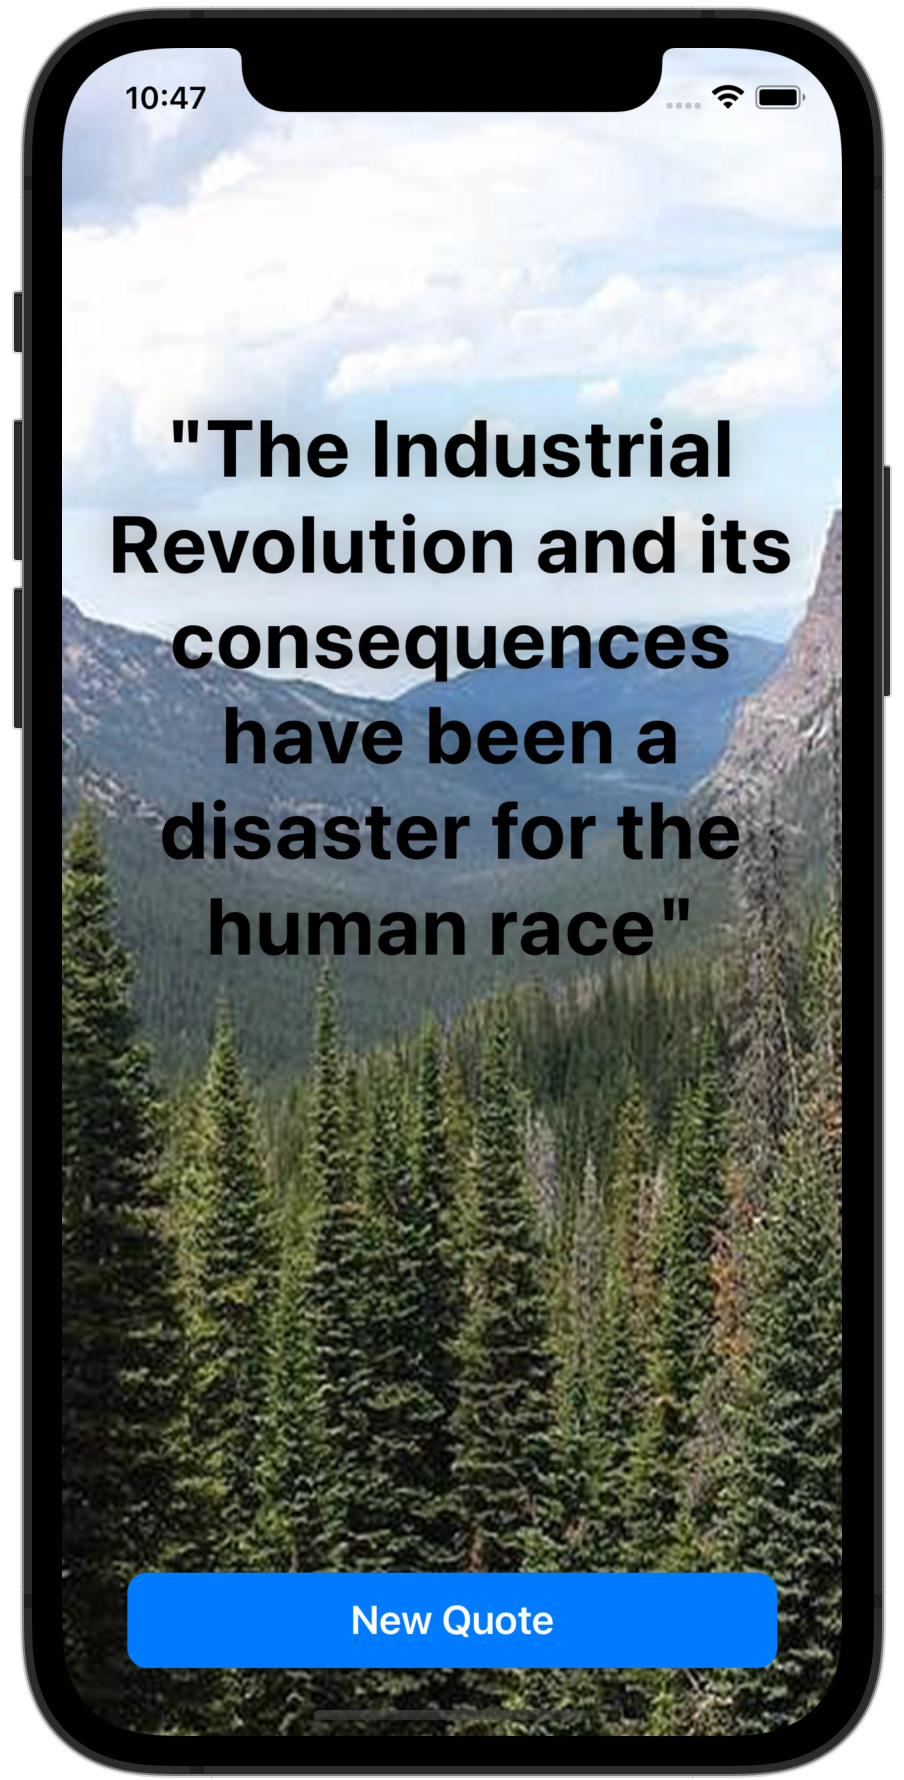 10:47
"The Industrial
Revolution and its
consequences
have been a
disaster for the
human race"
New Quote